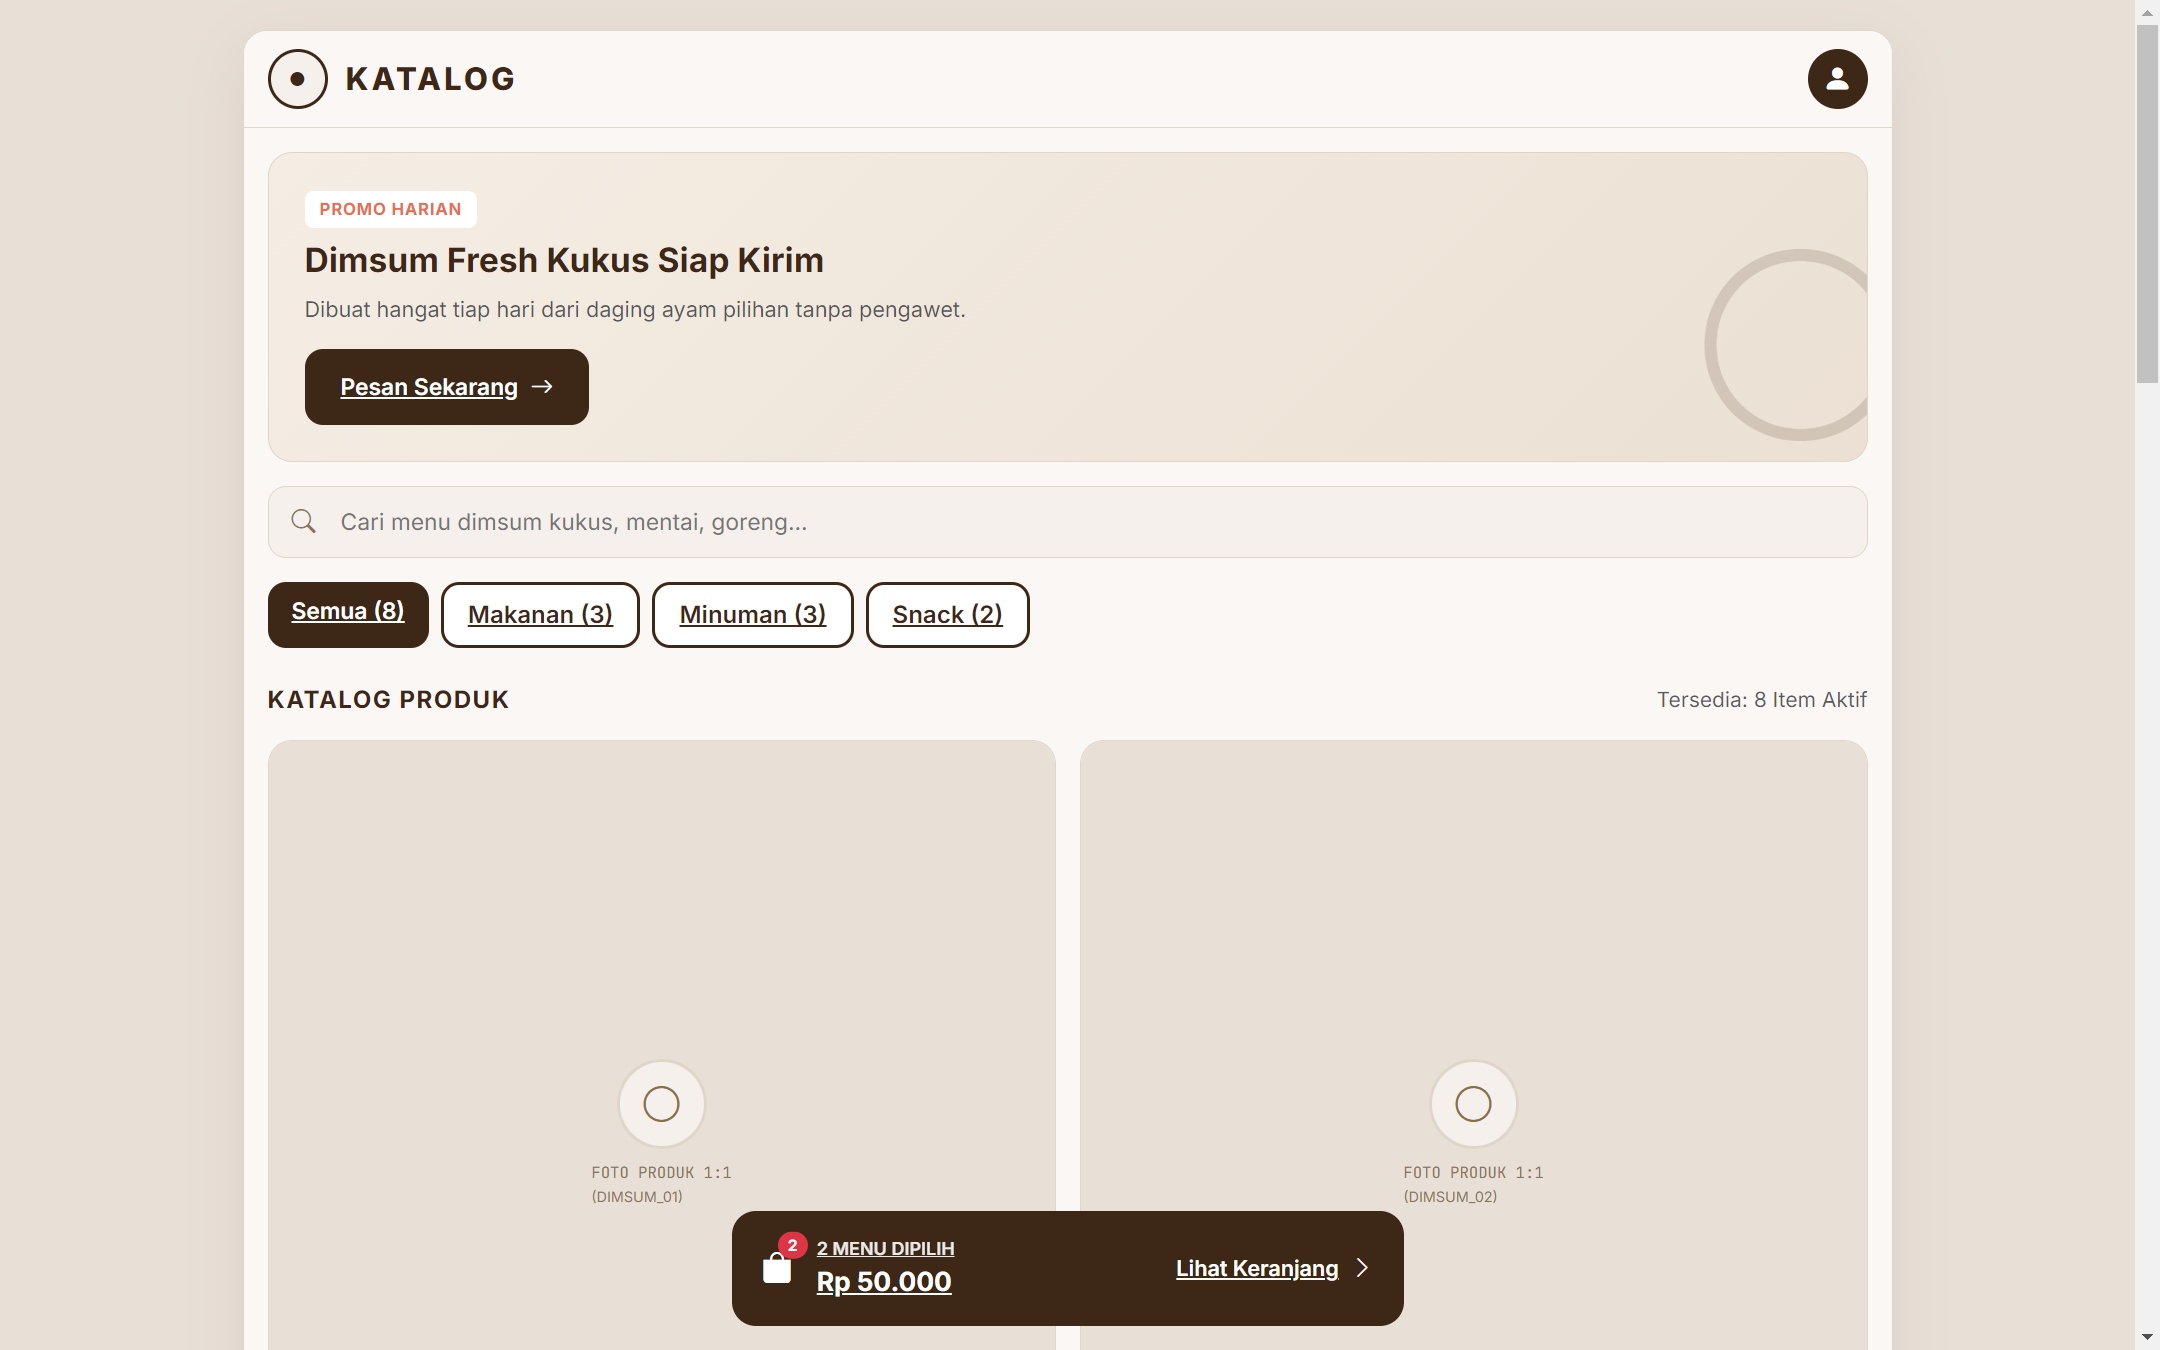 KATALOG
PROMO HARIAN
Dimsum Fresh Kukus Siap Kirim
Dibuat hangat tiap hari dari daging ayam pilihan tanpa pengawet.
Pesan Sekarang →
Cari menu dimsum kukus, mentai, goreng...
Semua (8) Makanan (3) Minuman (3) Snack (2)
KATALOG PRODUK Tersedia: 8 Item Aktif
FOTO PRODUK 1:1
(DIMSUM_01)
FOTO PRODUK 1:1
(DIMSUM_02)
2
2 MENU DIPILIH
Rp 50.000
Lihat Keranjang